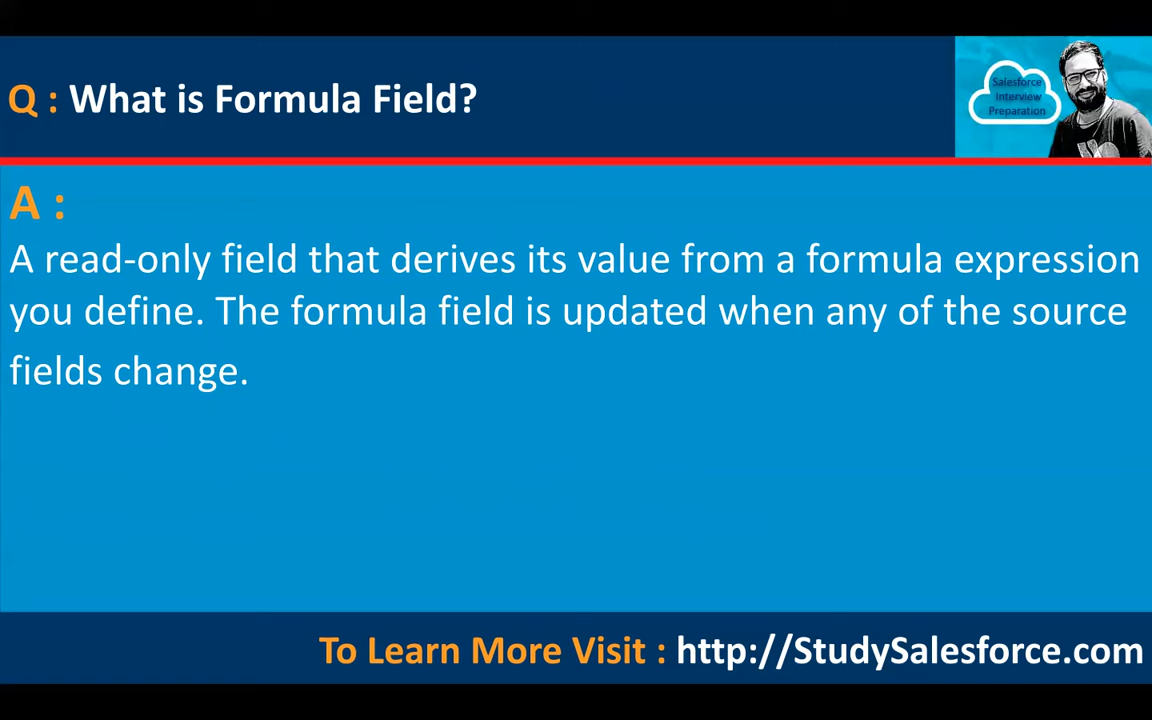 Q : What is Formula Field?
Salesforce
Interview
Preparation
A :
A read-only field that derives its value from a formula expression
you define. The formula field is updated when any of the source
fields change.
To Learn More Visit : http://StudySalesforce.com